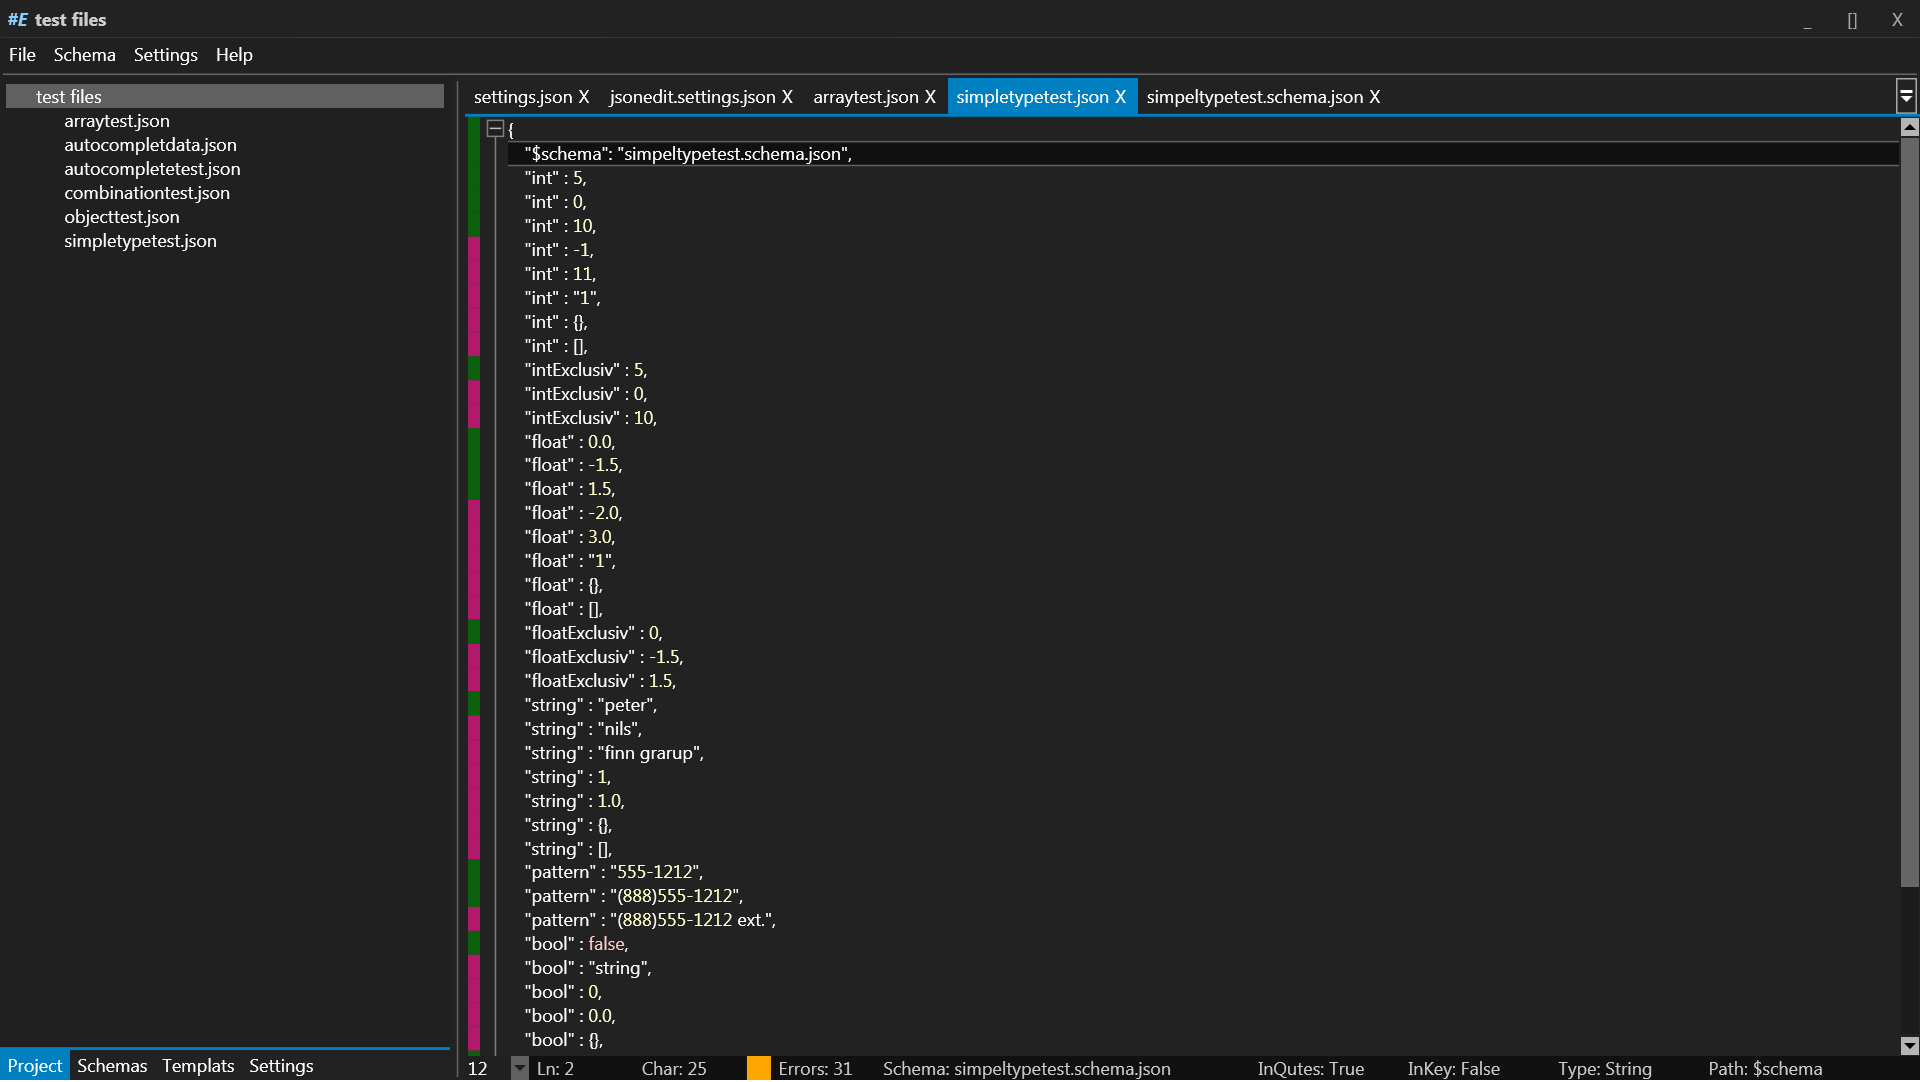 #E test files _ [] X
File Schema Settings Help
test files
arraytest.json
autocompletdata.json
autocompletetest.json
combinationtest.json
objecttest.json
simpletypetest.json
settings.json X jsonedit.settings.json X arraytest.json X simpletypetest.json X simpeltypetest.schema.json X
{
"$schema": "simpeltypetest.schema.json",
"int" : 5,
"int" : 0,
"int" : 10,
"int" : -1,
"int" : 11,
"int" : "1",
"int" : {},
"int" : [],
"intExclusiv" : 5,
"intExclusiv" : 0,
"intExclusiv" : 10,
"float" : 0.0,
"float" : -1.5,
"float" : 1.5,
"float" : -2.0,
"float" : 3.0,
"float" : "1",
"float" : {},
"float" : [],
"floatExclusiv" : 0,
"floatExclusiv" : -1.5,
"floatExclusiv" : 1.5,
"string" : "peter",
"string" : "nils",
"string" : "finn grarup",
"string" : 1,
"string" : 1.0,
"string" : {},
"string" : [],
"pattern" : "555-1212",
"pattern" : "(888)555-1212",
"pattern" : "(888)555-1212 ext.",
"bool" : false,
"bool" : "string",
"bool" : 0,
"bool" : 0.0,
"bool" : {},
Project Schemas Templats Settings
12 Ln: 2 Char: 25 Errors: 31 Schema: simpeltypetest.schema.json InQutes: True InKey: False Type: String Path: $schema